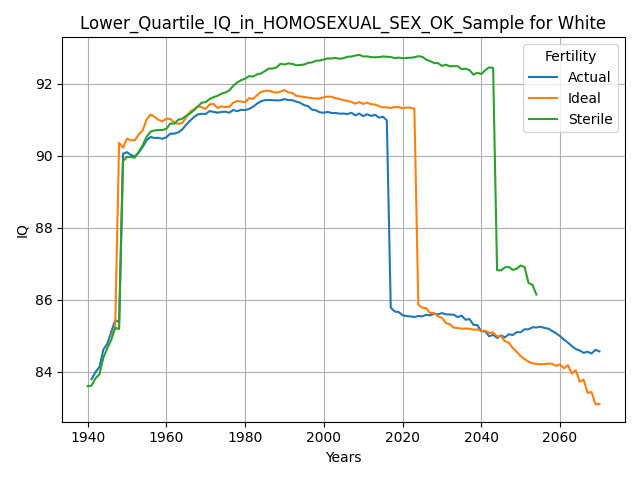 Lower_Quartile_IQ_in_HOMOSEXUAL_SEX_OK_Sample for White
Fertility
Actual
Ideal
Sterile
IQ
92
90
88
86
84
1940
1960
1980
2000
2020
2040
2060
Years